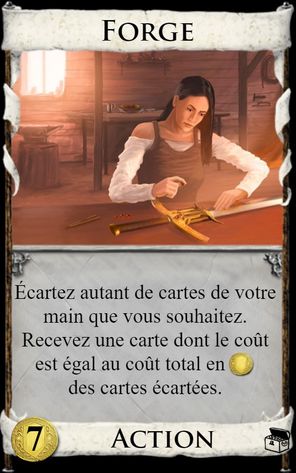 FORGE
Écartez autant de cartes de votre
main que vous souhaitez.
Recevez une carte dont le coût
est égal au coût total en
des cartes écartées.
7 ACTION